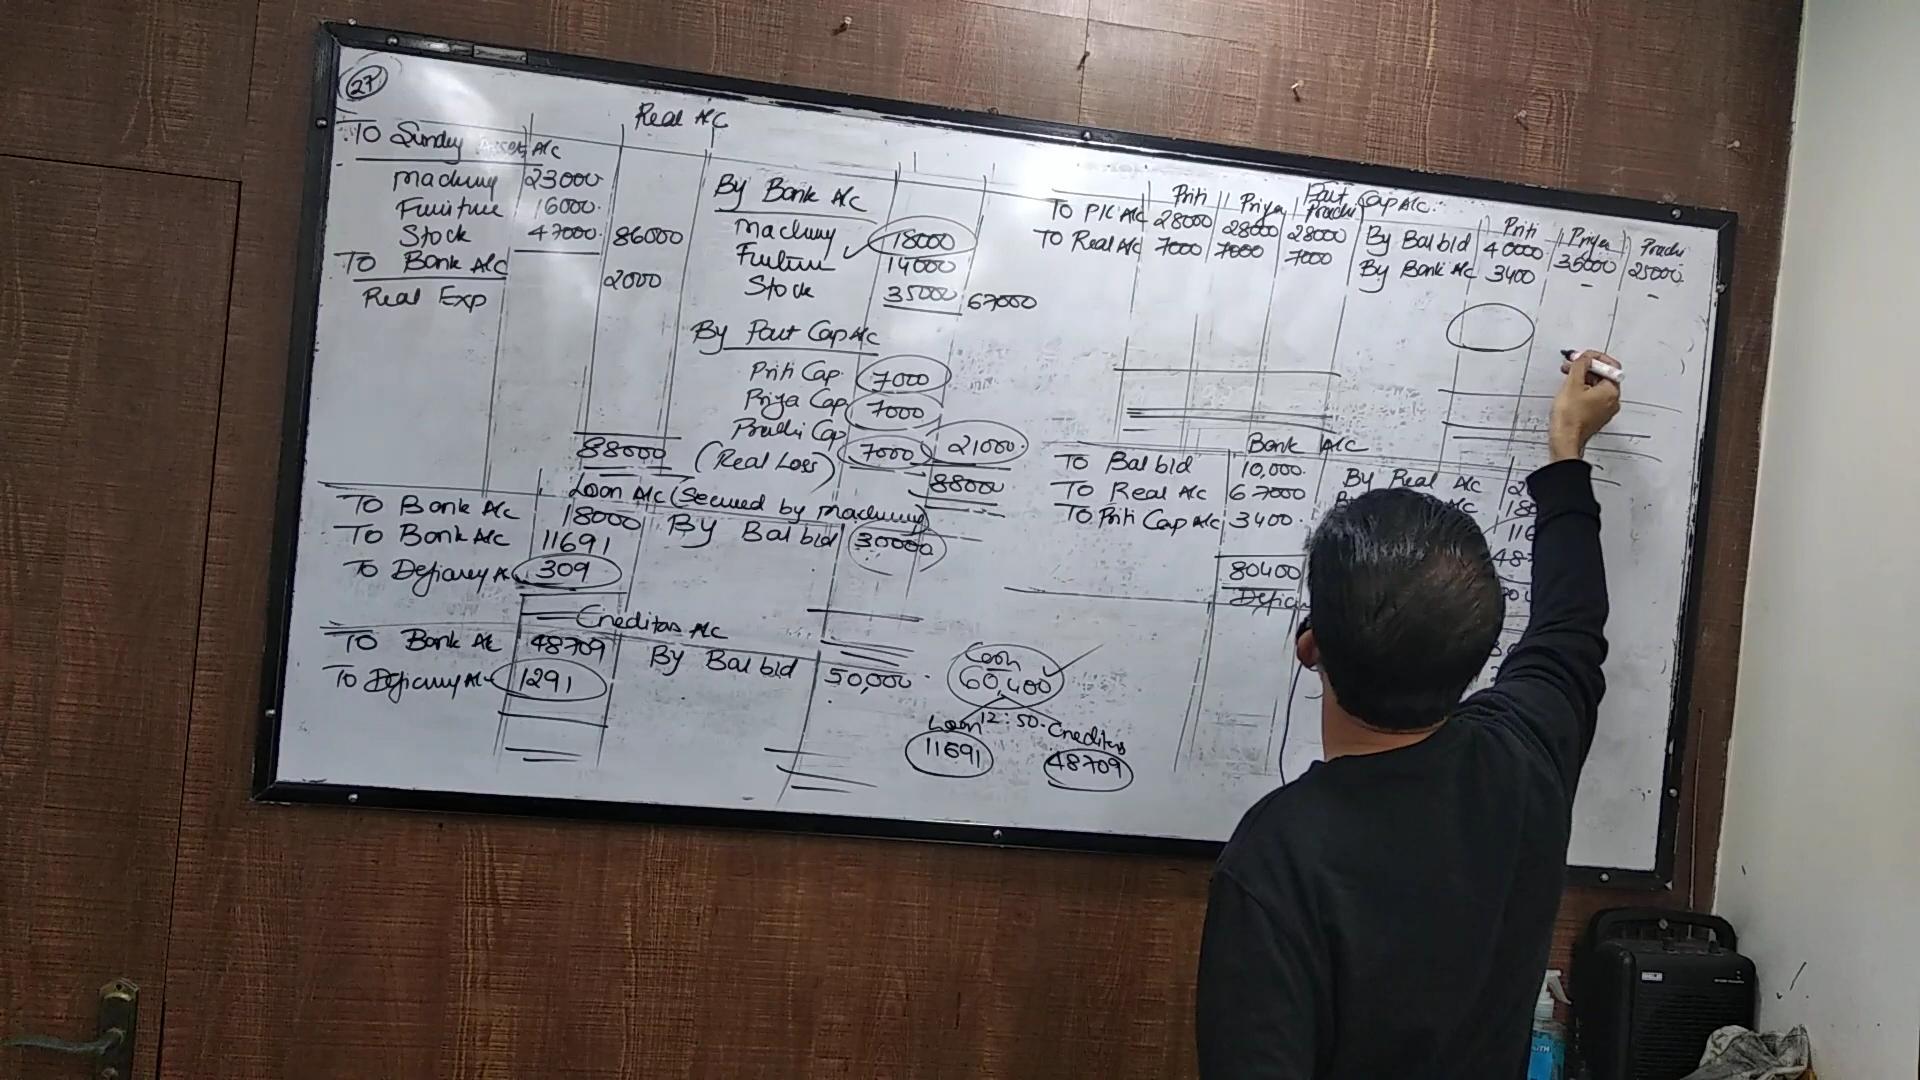 27
Real A/c
TO Sundry Asset A/c
Machinery 23000
Furniture 16000
Stock 47000 86000
TO Bank A/c
Real Exp 2000
88000
By Bank A/c
Machinery 18000
Furniture 14000
Stock 35000 67000
By Part Cap A/c
Priti Cap 7000
Priya Cap 7000
Prachi Cap 7000 21000
(Real Loss)
88000
Loan A/c (Secured by Machinery)
TO Bank A/c 18000 By Bal b/d 30000
TO Bank A/c 11691
TO Deficiency A/c 309
Creditors A/c
TO Bank A/c 48709 By Bal b/d 50,000
TO Deficiency A/c 1291
Cash
60,400
Loan 12:50 Creditors
11691 48709
Part Cap A/c
Priti Priya Prachi Priti Priya Prachi
TO P/L A/c 28000 28000 28000 By Bal b/d 40000 35000 25000
TO Real A/c 7000 7000 7000 By Bank A/c 3400 - -
Bank A/c
TO Bal b/d 10,000 By Real A/c
TO Real A/c 67000
TO Priti Cap A/c 3400
80400